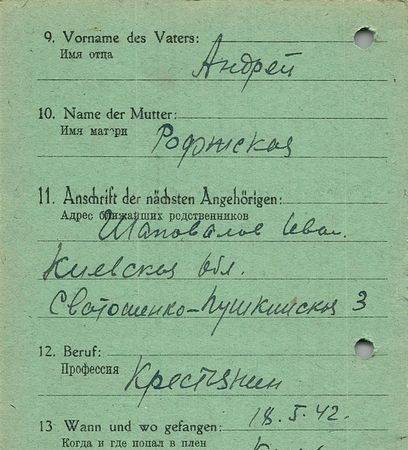 9. Vorname des Vaters:
Имя отца
Андрей
10. Name der Mutter:
Имя матери
11. Anschrift der nächsten Angehörigen:
Адрес ближайших родственников
Шаповалов Иван.
Киевская обл.
Святошенко-Пушкинская 3
12. Beruf:
Профессия
Крестянин
13 Wann und wo gefangen:
18.5.42.
Когда и где попал в плен